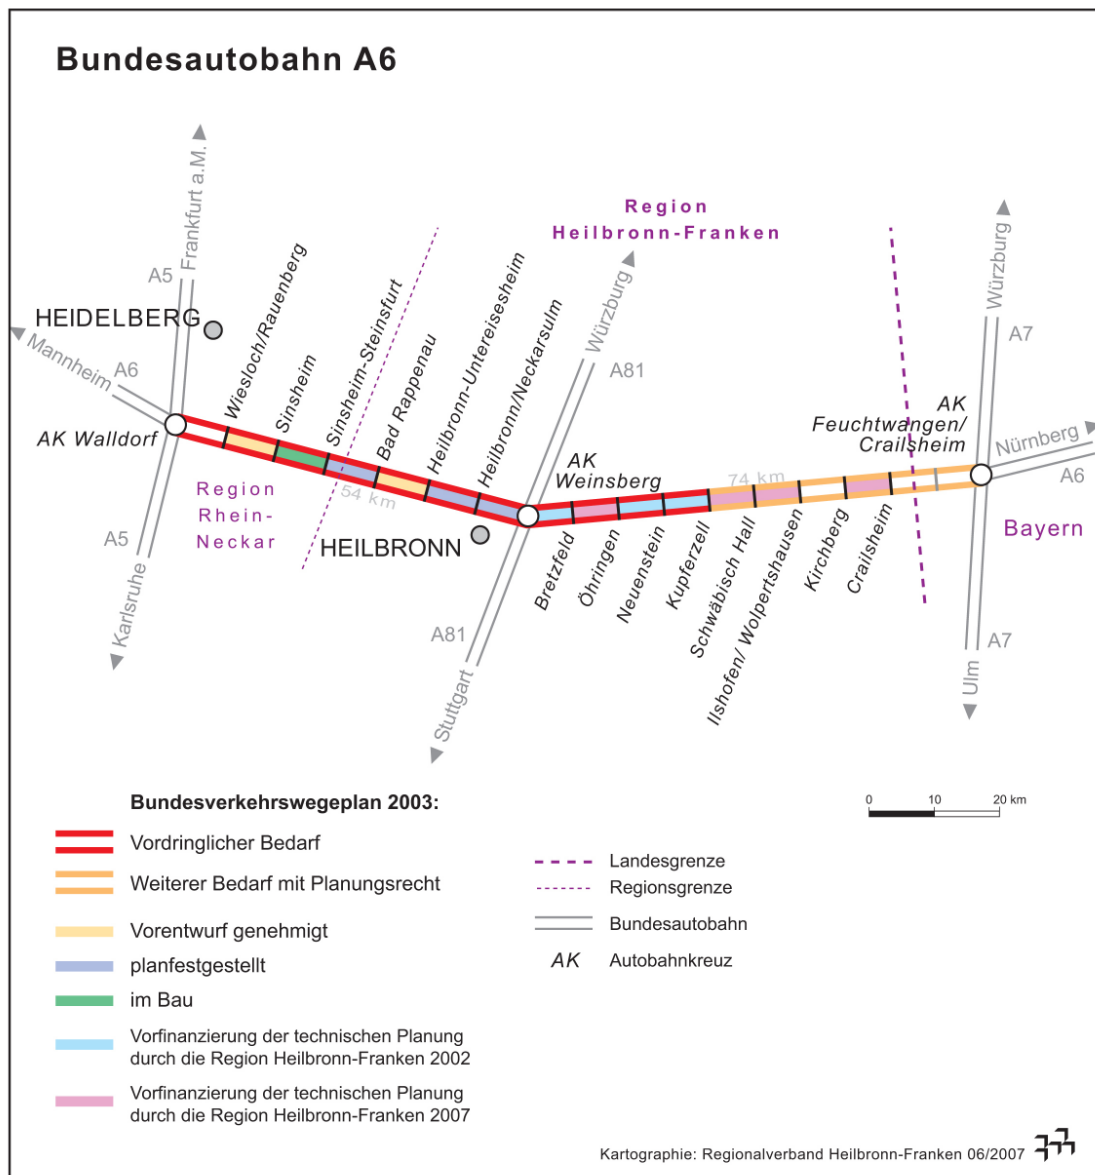 Bundesautobahn A6
Frankfurt a.M.
A5
HEIDELBERG
Mannheim
A6
AK Walldorf
Wiesloch/Rauenberg
Sinsheim
Sinsheim-Steinsfurt
Bad Rappenau
Heilbronn-Untereisesheim
Heilbronn/Neckarsulm
Region
Heilbronn-Franken
Würzburg
A81
Würzburg
A7
AK
Feuchtwangen/
Crailsheim
Nürnberg
A6
AK
Weinsberg
74 km
54 km
Region
Rhein-
Neckar
HEILBRONN
Bayern
A5
Karlsruhe
A81
Stuttgart
Bretzfeld
Öhringen
Neuenstein
Kupferzell
Schwäbisch Hall
Ilshofen/ Wolpertshausen
Kirchberg
Crailsheim
A7
Ulm
Bundesverkehrswegeplan 2003:
Vordringlicher Bedarf
Weiterer Bedarf mit Planungsrecht
Vorentwurf genehmigt
planfestgestellt
im Bau
Vorfinanzierung der technischen Planung
durch die Region Heilbronn-Franken 2002
Vorfinanzierung der technischen Planung
durch die Region Heilbronn-Franken 2007
0 10 20 km
Landesgrenze
Regionsgrenze
Bundesautobahn
AK Autobahnkreuz
Kartographie: Regionalverband Heilbronn-Franken 06/2007